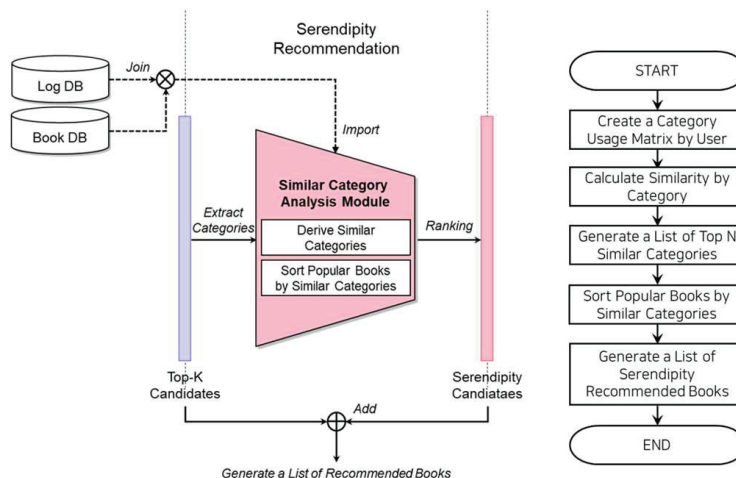 Serendipity
Recommendation
Log DB
Join
Book DB
Import
Similar Category
Analysis Module
Extract
Categories
Derive Similar
Categories
Sort Popular Books
by Similar Categories
Ranking
Top-K
Candidates
Serendipity
Candiataes
Add
Generate a List of Recommended Books
START
Create a Category
Usage Matrix by User
Calculate Similarity by
Category
Generate a List of Top N
Similar Categories
Sort Popular Books by
Similar Categories
Generate a List of
Serendipity
Recommended Books
END